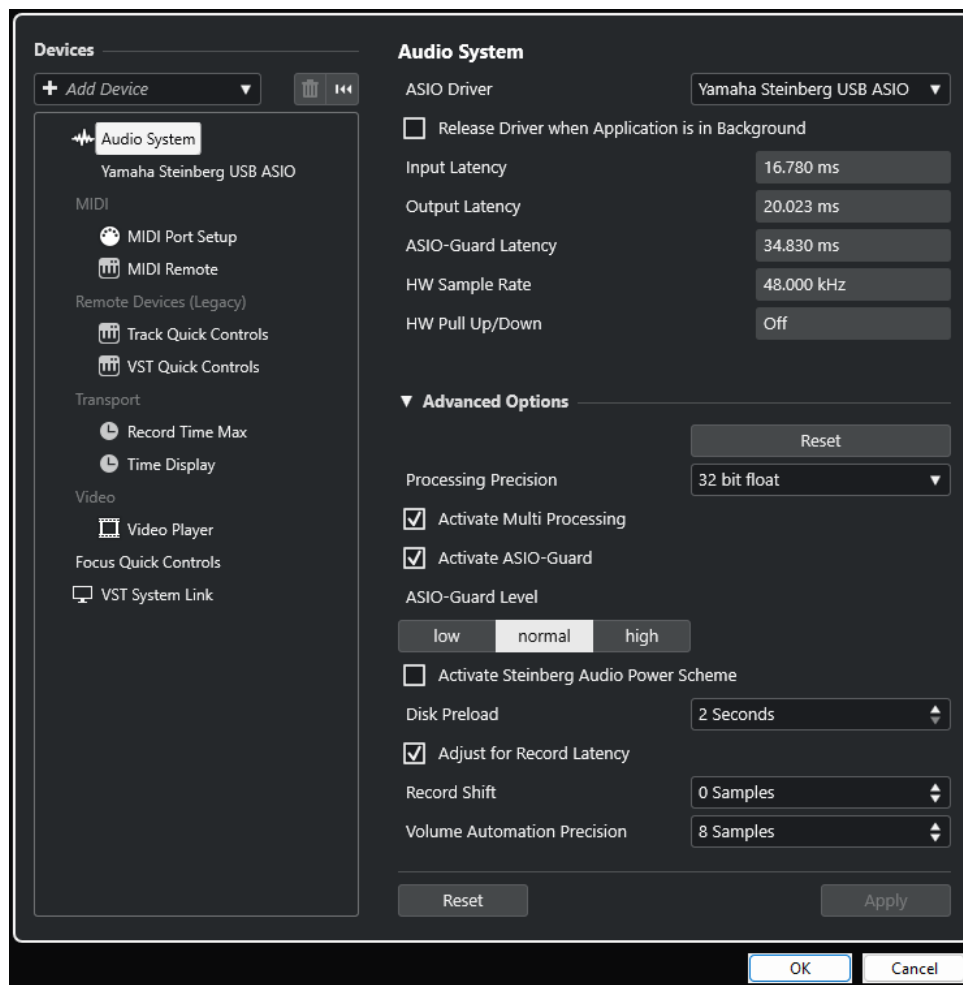 Devices
Add Device
Audio System
Yamaha Steinberg USB ASIO
MIDI
MIDI Port Setup
MIDI Remote
Remote Devices (Legacy)
Track Quick Controls
VST Quick Controls
Transport
Record Time Max
Time Display
Video
Video Player
Focus Quick Controls
VST System Link
Audio System
ASIO Driver Yamaha Steinberg USB ASIO
Release Driver when Application is in Background
Input Latency 16.780 ms
Output Latency 20.023 ms
ASIO-Guard Latency 34.830 ms
HW Sample Rate 48.000 kHz
HW Pull Up/Down Off
Advanced Options
Reset
Processing Precision 32 bit float
Activate Multi Processing
Activate ASIO-Guard
ASIO-Guard Level
low normal high
Activate Steinberg Audio Power Scheme
Disk Preload 2 Seconds
Adjust for Record Latency
Record Shift 0 Samples
Volume Automation Precision 8 Samples
Reset Apply
OK Cancel